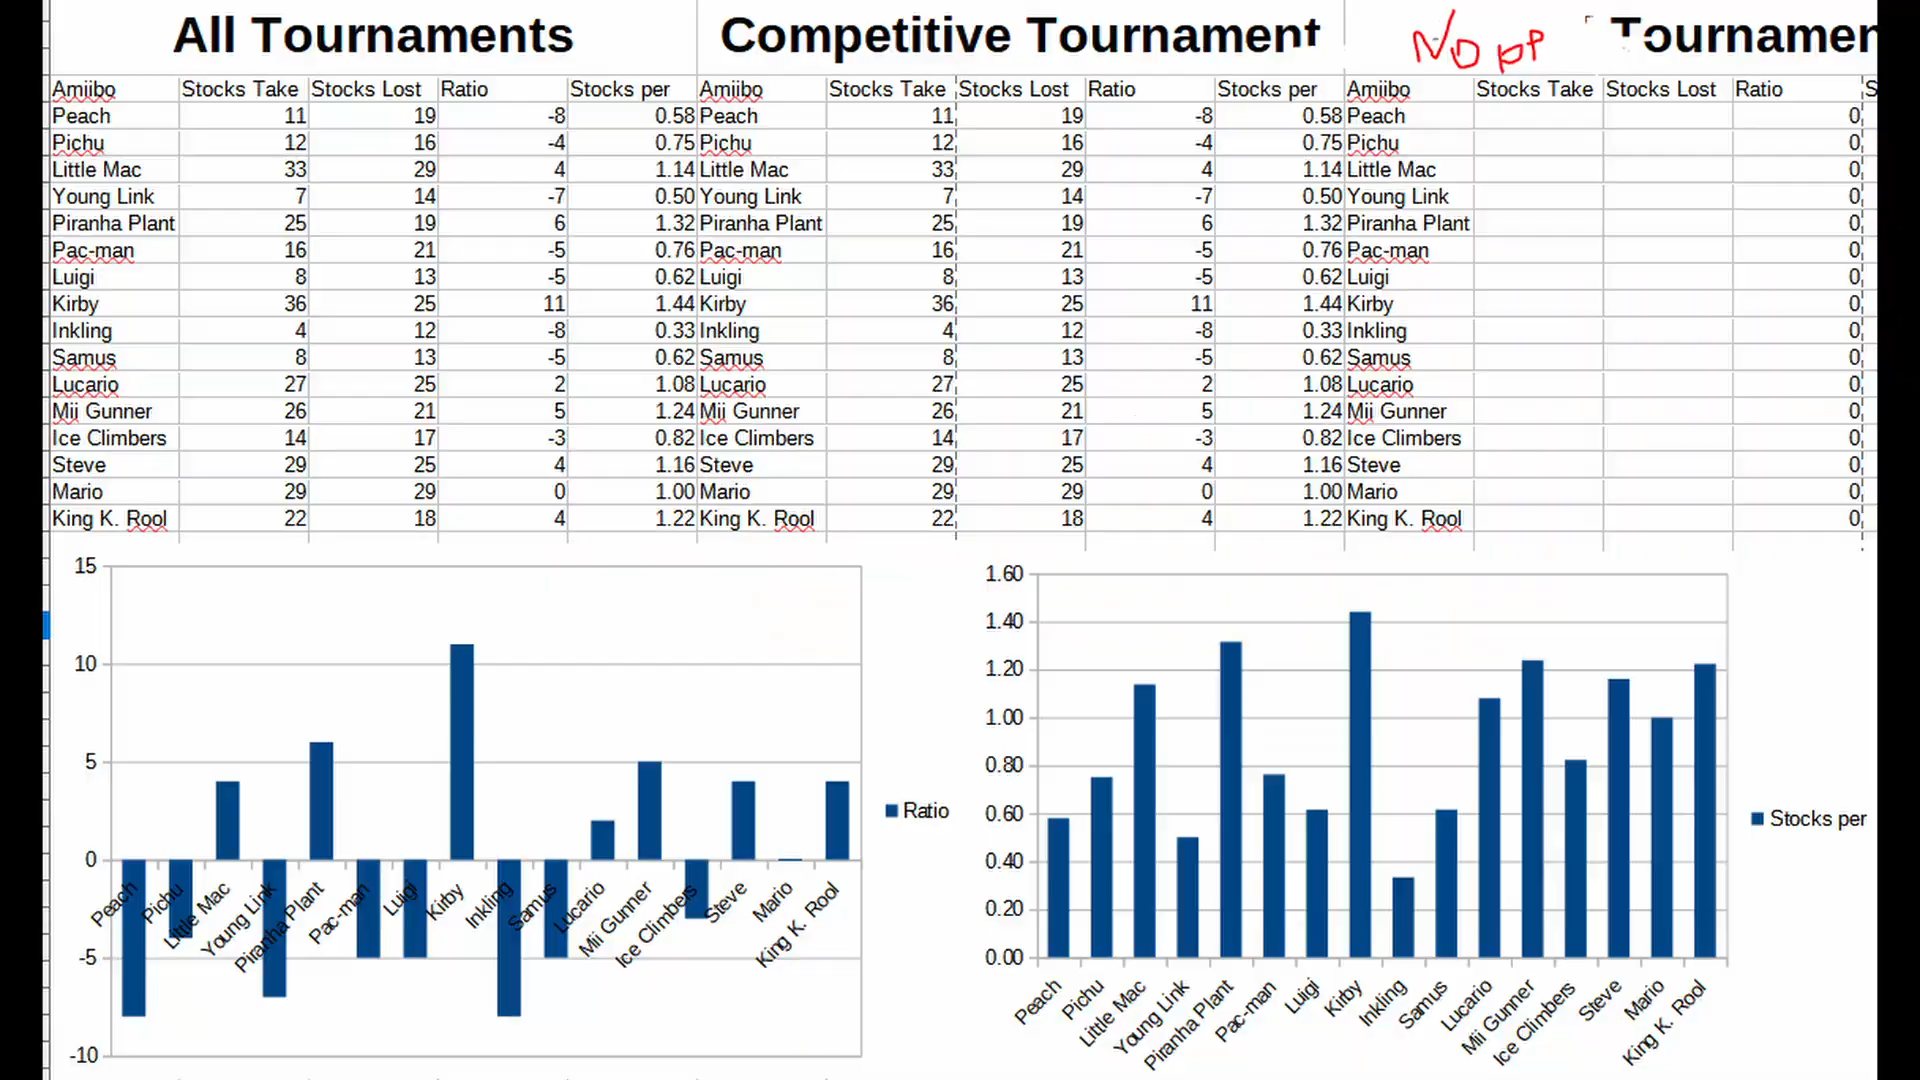 All Tournaments Competitive Tournament No pp Tournamen
Amiibo Stocks Take Stocks Lost Ratio Stocks per Amiibo Stocks Take Stocks Lost Ratio Stocks per Amiibo Stocks Take Stocks Lost Ratio S
Peach 11 19 -8 0.58 Peach 11 19 -8 0.58 Peach 0
Pichu 12 16 -4 0.75 Pichu 12 16 -4 0.75 Pichu 0
Little Mac 33 29 4 1.14 Little Mac 33 29 4 1.14 Little Mac 0
Young Link 7 14 -7 0.50 Young Link 7 14 -7 0.50 Young Link 0
Piranha Plant 25 19 6 1.32 Piranha Plant 25 19 6 1.32 Piranha Plant 0
Pac-man 16 21 -5 0.76 Pac-man 16 21 -5 0.76 Pac-man 0
Luigi 8 13 -5 0.62 Luigi 8 13 -5 0.62 Luigi 0
Kirby 36 25 11 1.44 Kirby 36 25 11 1.44 Kirby 0
Inkling 4 12 -8 0.33 Inkling 4 12 -8 0.33 Inkling 0
Samus 8 13 -5 0.62 Samus 8 13 -5 0.62 Samus 0
Lucario 27 25 2 1.08 Lucario 27 25 2 1.08 Lucario 0
Mii Gunner 26 21 5 1.24 Mii Gunner 26 21 5 1.24 Mii Gunner 0
Ice Climbers 14 17 -3 0.82 Ice Climbers 14 17 -3 0.82 Ice Climbers 0
Steve 29 25 4 1.16 Steve 29 25 4 1.16 Steve 0
Mario 29 29 0 1.00 Mario 29 29 0 1.00 Mario 0
King K. Rool 22 18 4 1.22 King K. Rool 22 18 4 1.22 King K. Rool 0
15
10
5
0
-5
-10
Peach
Pichu
Little Mac
Young Link
Piranha Plant
Pac-man
Luigi
Kirby
Inkling
Samus
Lucario
Mii Gunner
Ice Climbers
Steve
Mario
King K. Rool
Ratio
1.60
1.40
1.20
1.00
0.80
0.60
0.40
0.20
0.00
Peach
Pichu
Little Mac
Young Link
Piranha Plant
Pac-man
Luigi
Kirby
Inkling
Samus
Lucario
Mii Gunner
Ice Climbers
Steve
Mario
King K. Rool
Stocks per